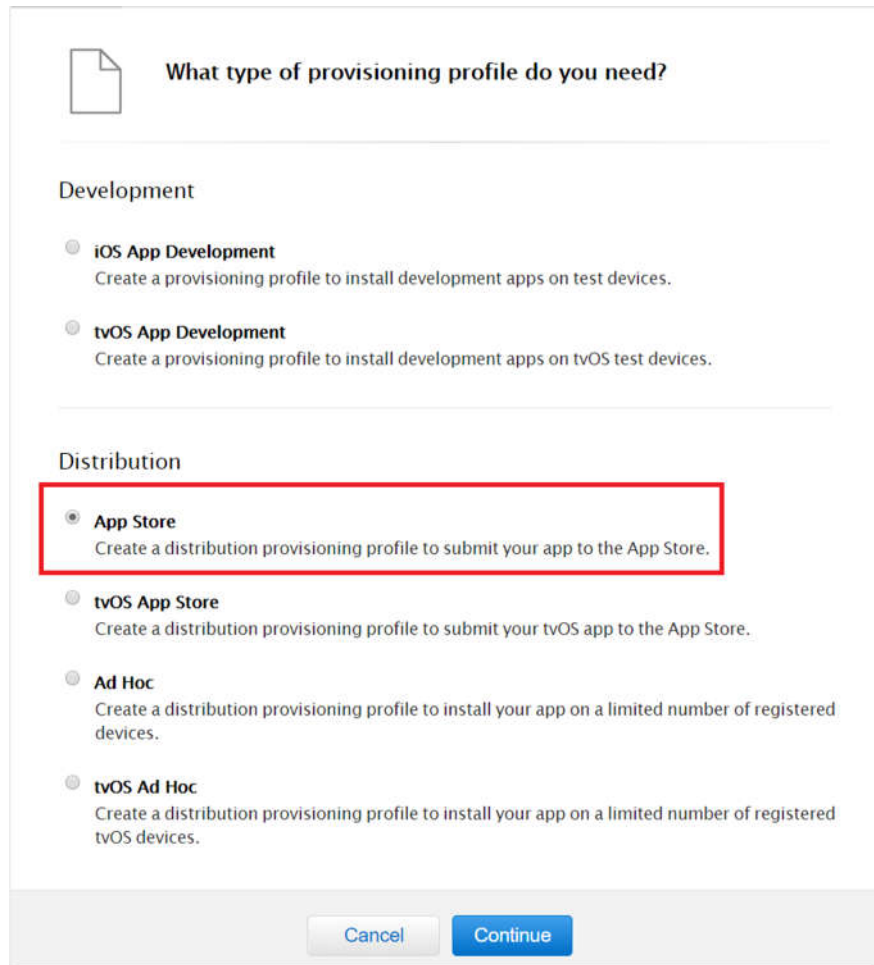 What type of provisioning profile do you need?
Development
iOS App Development
Create a provisioning profile to install development apps on test devices.
tvOS App Development
Create a provisioning profile to install development apps on tvOS test devices.
Distribution
App Store
Create a distribution provisioning profile to submit your app to the App Store.
tvOS App Store
Create a distribution provisioning profile to submit your tvOS app to the App Store.
Ad Hoc
Create a distribution provisioning profile to install your app on a limited number of registered
devices.
tvOS Ad Hoc
Create a distribution provisioning profile to install your app on a limited number of registered
tvOS devices.
Cancel
Continue